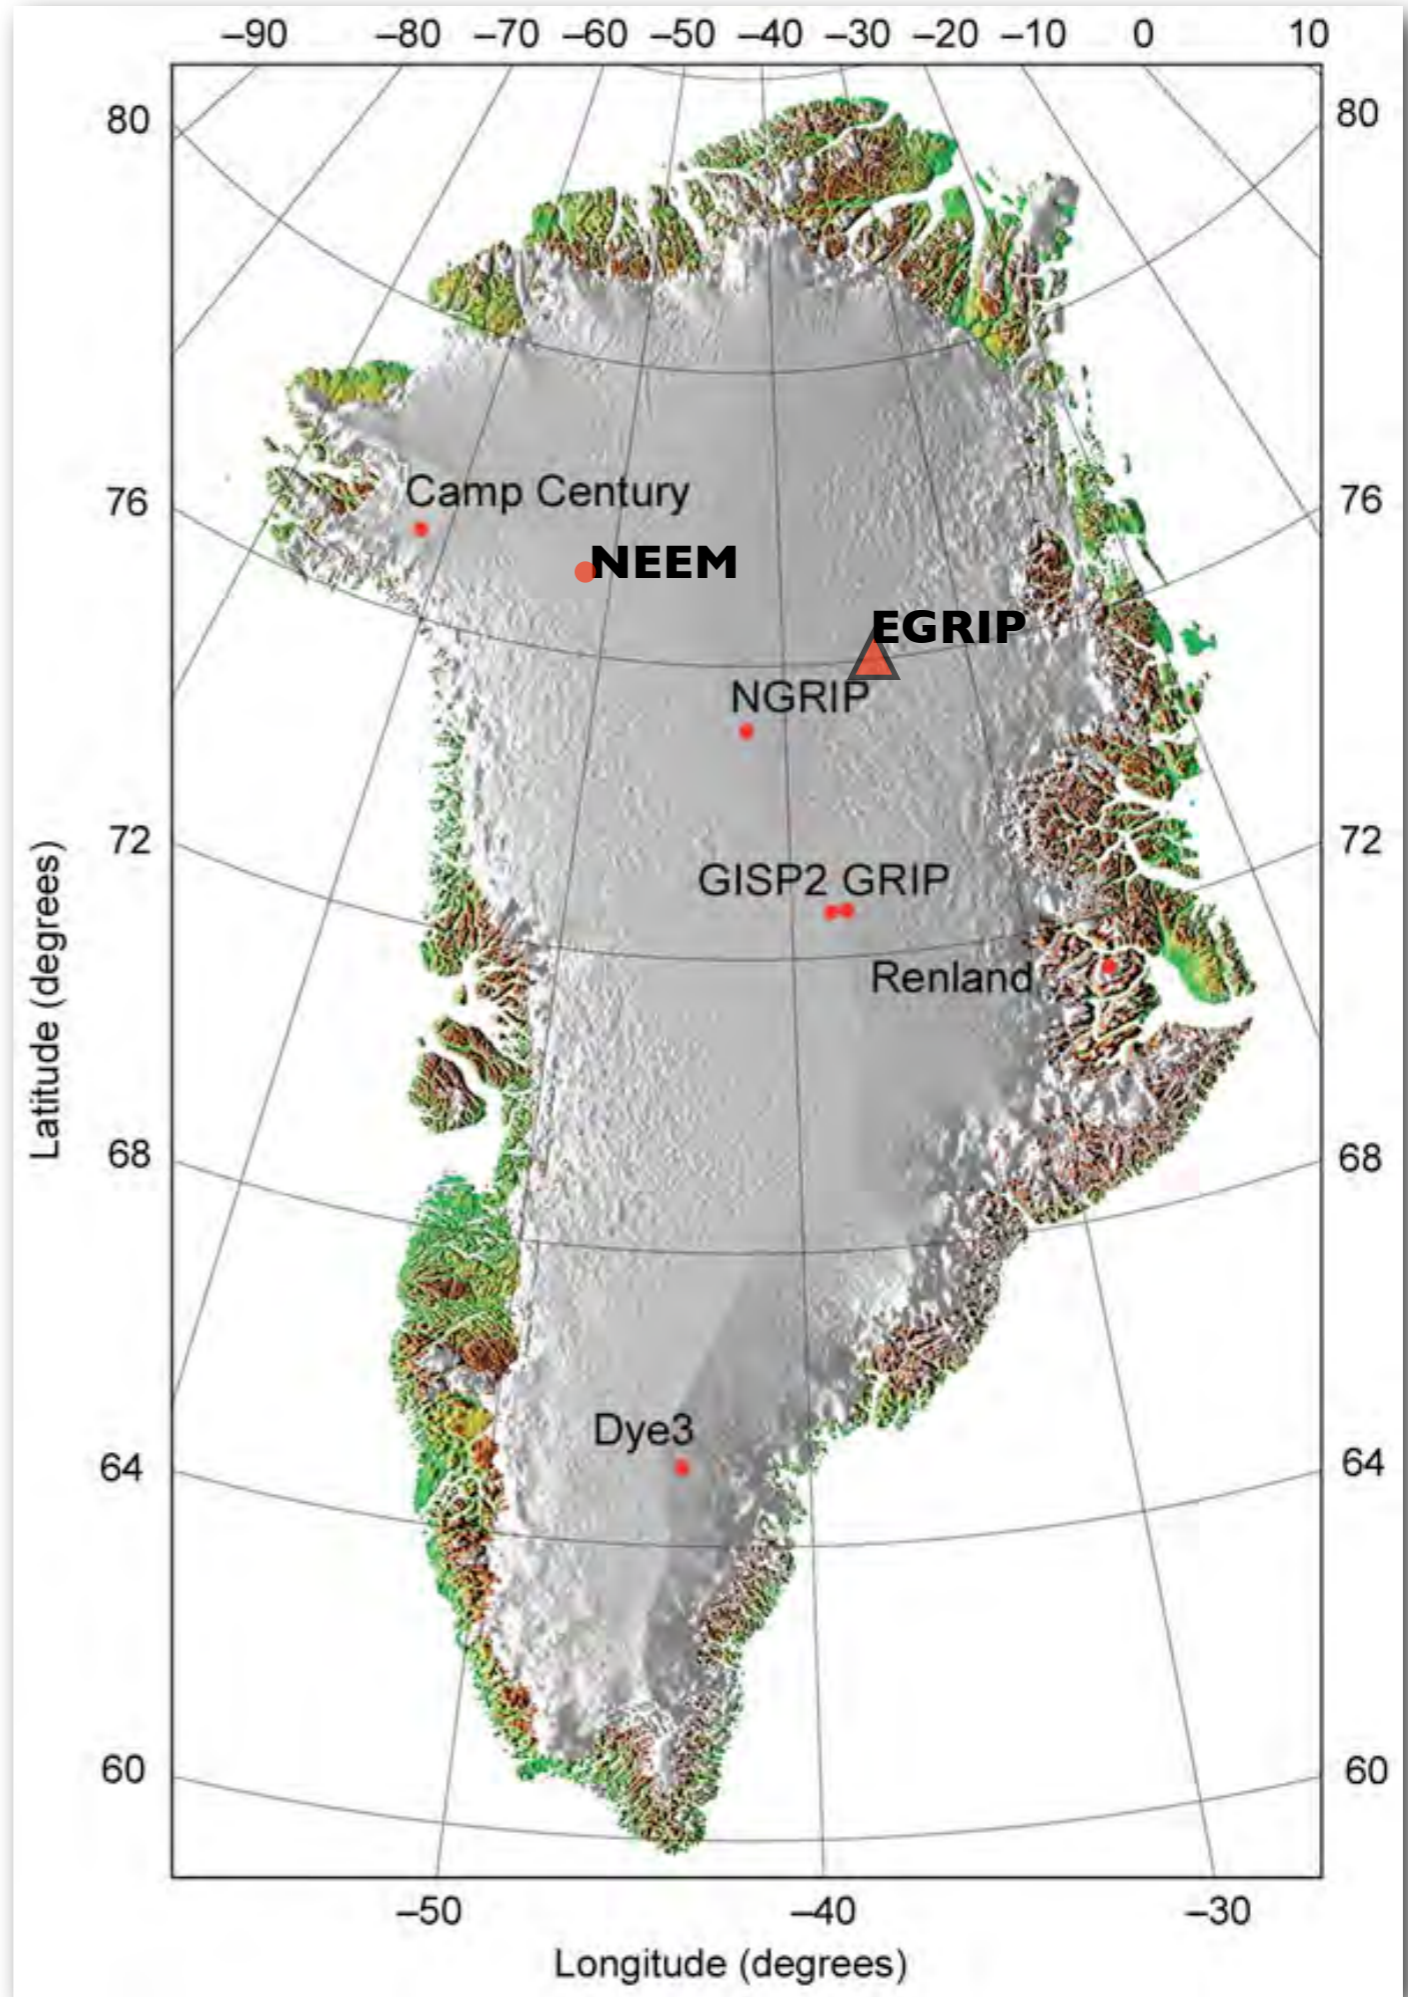 –90 –80 –70 –60 –50 –40 –30 –20 –10 0 10
80 80
76 76
Camp Century
NEEM
EGRIP
NGRIP
72 72
GISP2 GRIP
Renland
Latitude (degrees)
68 68
Dye3
64 64
60 60
–50 –40 –30
Longitude (degrees)